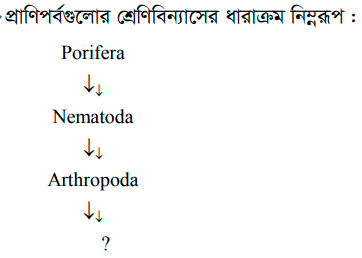 প্রাণিপর্বগুলোর শ্রেণিবিন্যাসের ধারাক্রম নিম্নরূপ :
Porifera
↓↓
Nematoda
↓↓
Arthropoda
↓↓
?